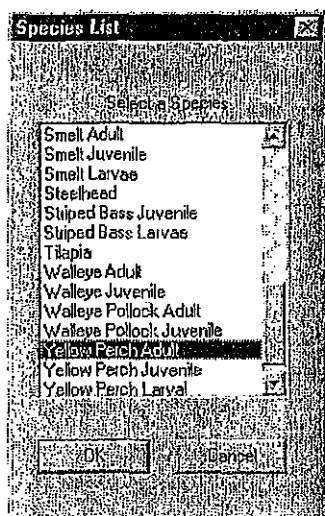 Species List
Select a Species
Smelt Adult
Smelt Juvenile
Smelt Larvae
Steelhead
Striped Bass Juvenile
Striped Bass Larvae
Tilapia
Walleye Adult
Walleye Juvenile
Walleye Pollock Adult
Walleye Pollock Juvenile
Yellow Perch Adult
Yellow Perch Juvenile
Yellow Perch Larval
OK
Cancel